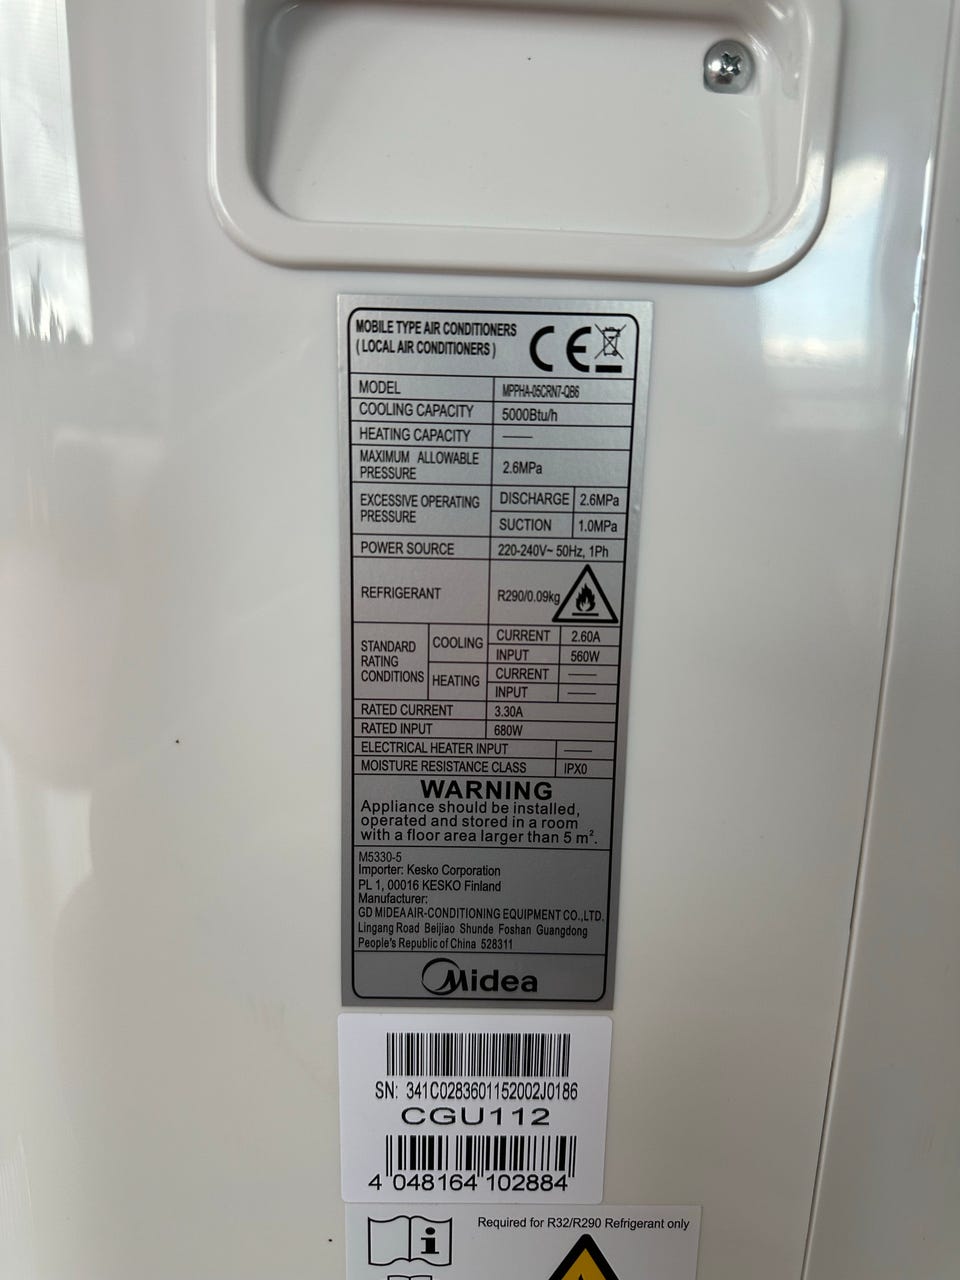 MOBILE TYPE AIR CONDITIONERS
( LOCAL AIR CONDITIONERS )
CE
MODEL MPPHA-05CRN7-QB6
COOLING CAPACITY 5000Btu/h
HEATING CAPACITY ——
MAXIMUM ALLOWABLE
PRESSURE 2.6MPa
EXCESSIVE OPERATING
PRESSURE
DISCHARGE 2.6MPa
SUCTION 1.0MPa
POWER SOURCE 220-240V~ 50Hz, 1Ph
REFRIGERANT R290/0.09kg
STANDARD
RATING
CONDITIONS
COOLING
CURRENT 2.60A
INPUT 560W
HEATING
CURRENT ——
INPUT ——
RATED CURRENT 3.30A
RATED INPUT 680W
ELECTRICAL HEATER INPUT ——
MOISTURE RESISTANCE CLASS IPX0
WARNING
Appliance should be installed,
operated and stored in a room
with a floor area larger than 5 m².
M5330-5
Importer: Kesko Corporation
PL 1, 00016 KESKO Finland
Manufacturer:
GD MIDEA AIR-CONDITIONING EQUIPMENT CO.,LTD.
Lingang Road Beijiao Shunde Foshan Guangdong
People's Republic of China 528311
Midea
SN: 341C0283601152002J0186
CGU112
4 048164 102884
Required for R32/R290 Refrigerant only